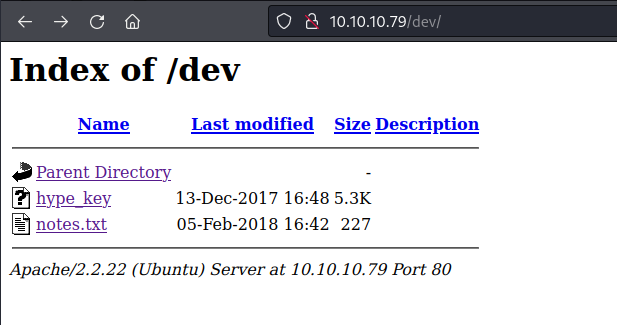 10.10.10.79/dev/
Index of /dev
Name Last modified Size Description
Parent Directory -
hype_key 13-Dec-2017 16:48 5.3K
notes.txt 05-Feb-2018 16:42 227
Apache/2.2.22 (Ubuntu) Server at 10.10.10.79 Port 80